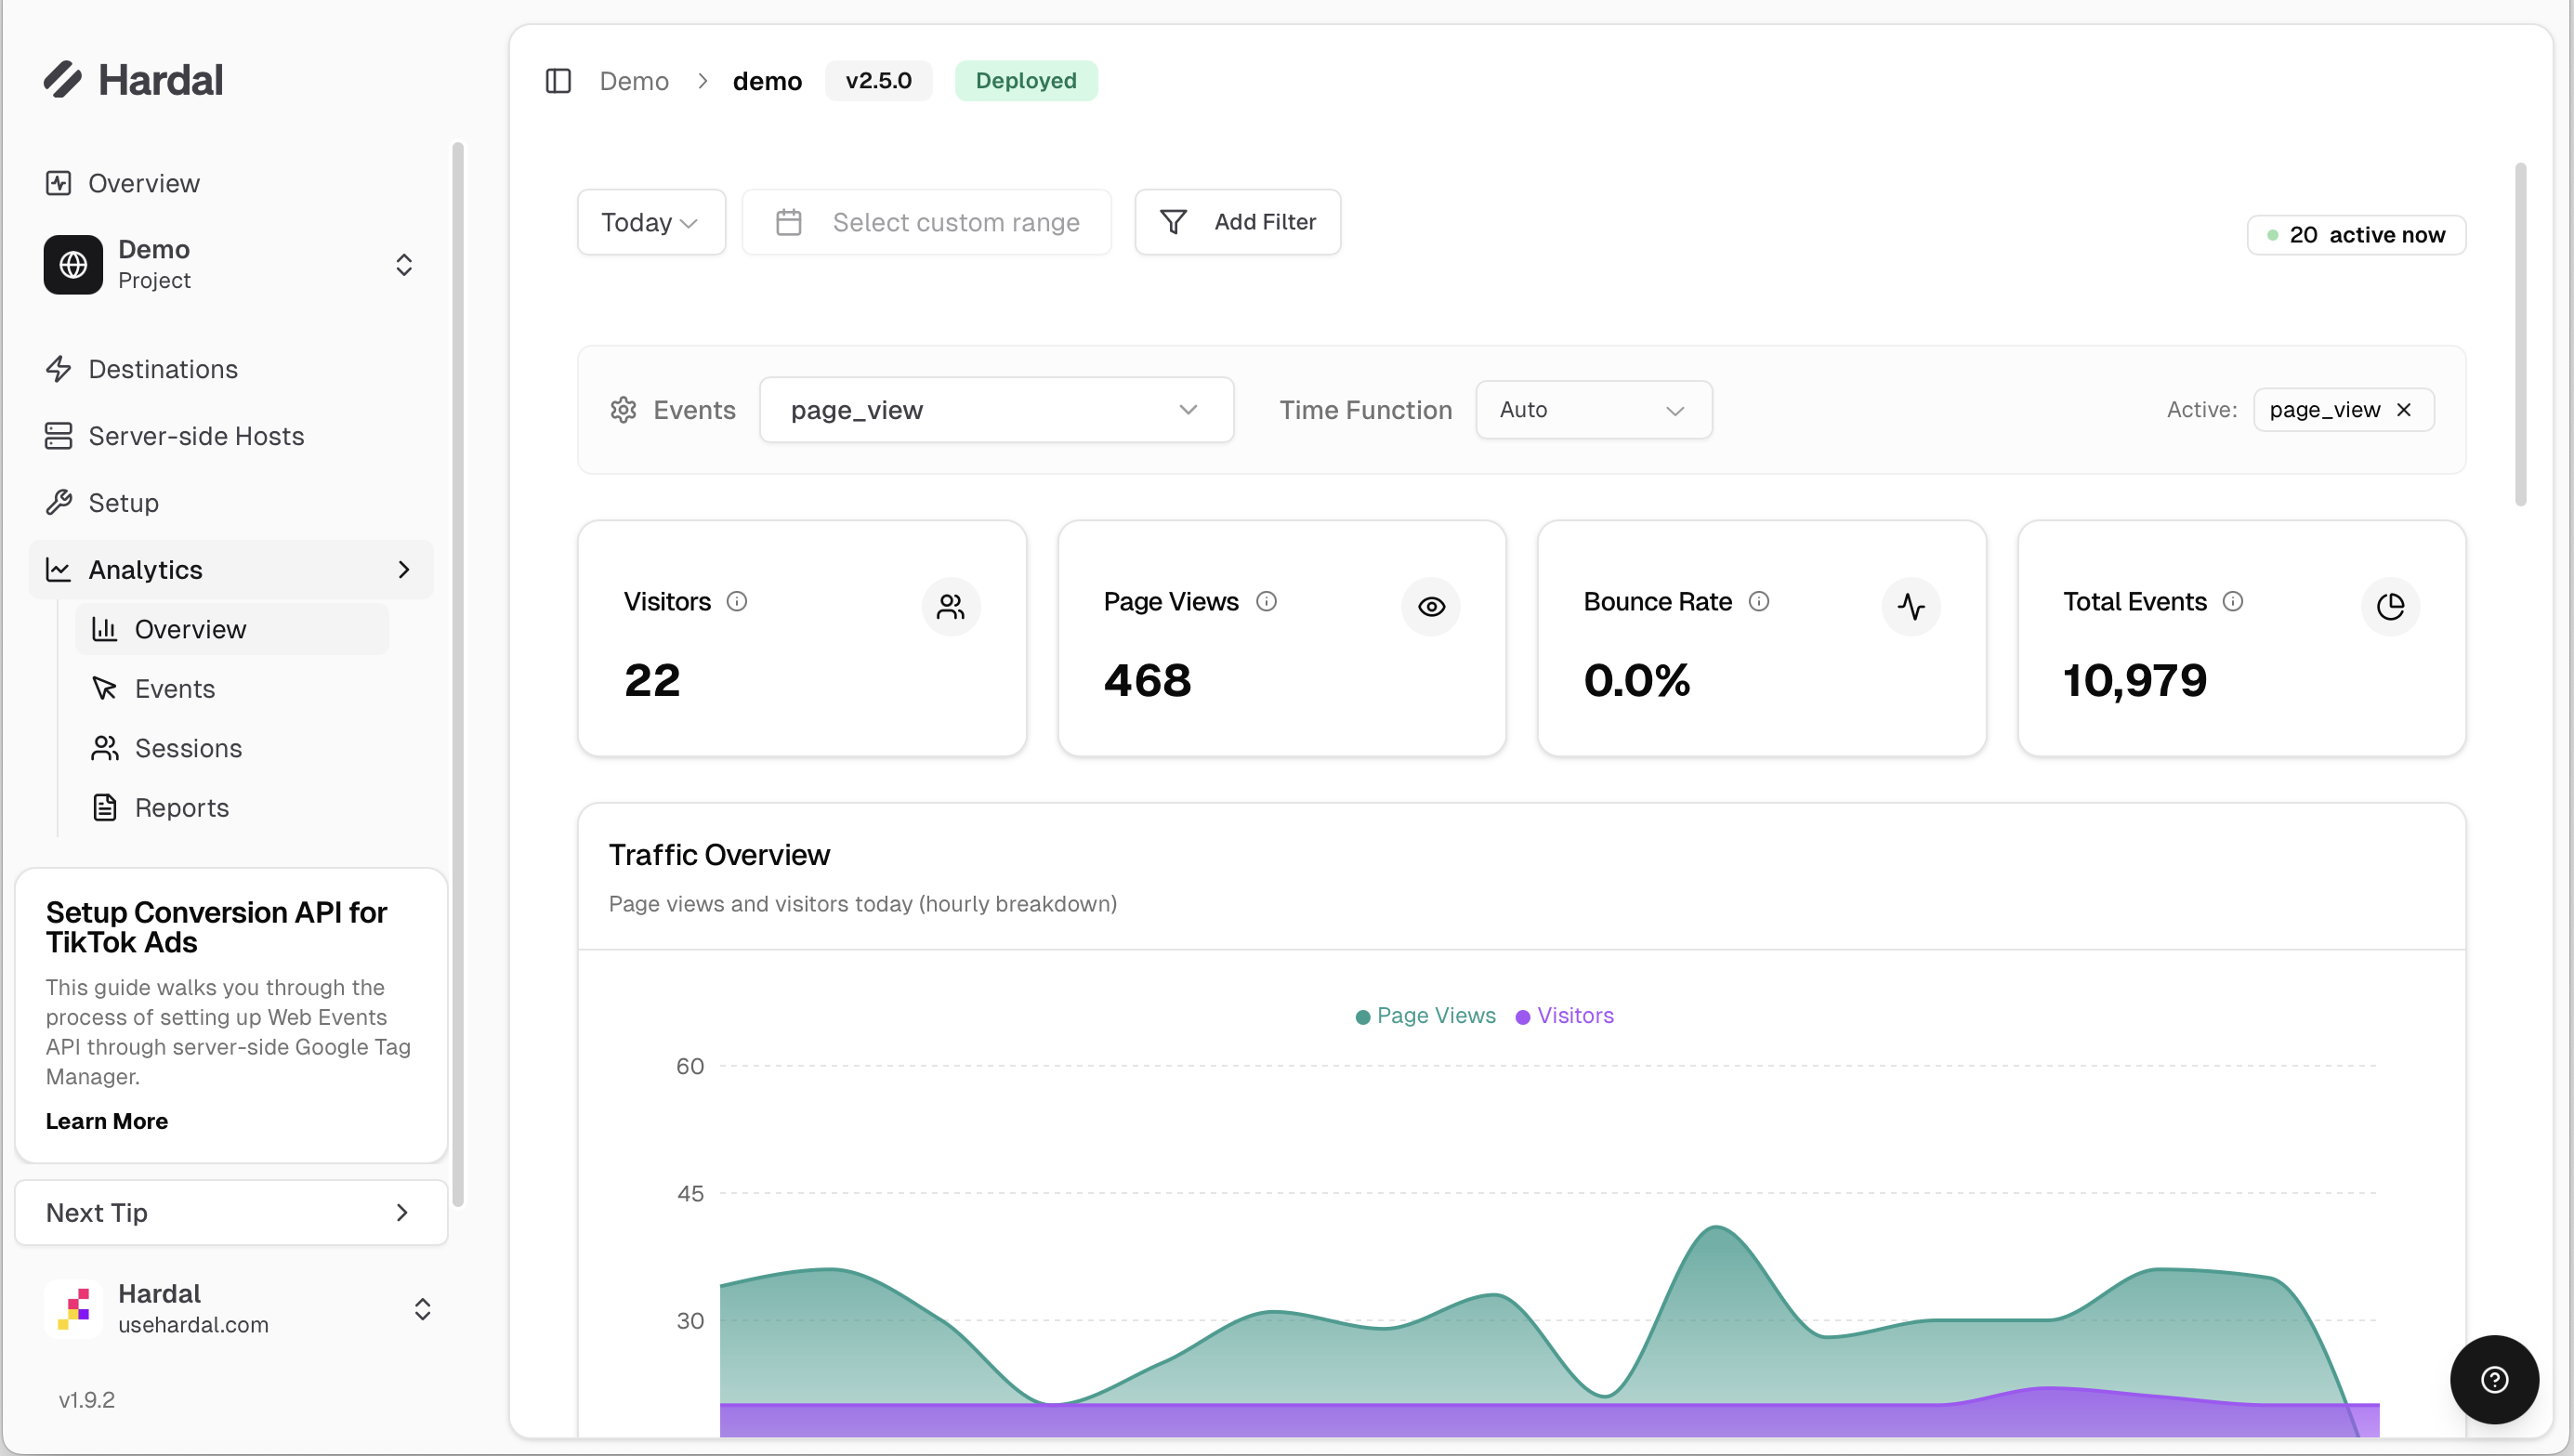 Hardal
Overview
Demo
Project
Destinations
Server-side Hosts
Setup
Analytics
Overview
Events
Sessions
Reports
Setup Conversion API for
TikTok Ads
This guide walks you through the
process of setting up Web Events
API through server-side Google Tag
Manager.
Learn More
Next Tip
Hardal
usehardal.com
v1.9.2
Demo demo v2.5.0 Deployed
Today Select custom range Add Filter
20 active now
Events page_view Time Function Auto Active: page_view
Visitors
22
Page Views
468
Bounce Rate
0.0%
Total Events
10,979
Traffic Overview
Page views and visitors today (hourly breakdown)
Page Views Visitors
60
45
30